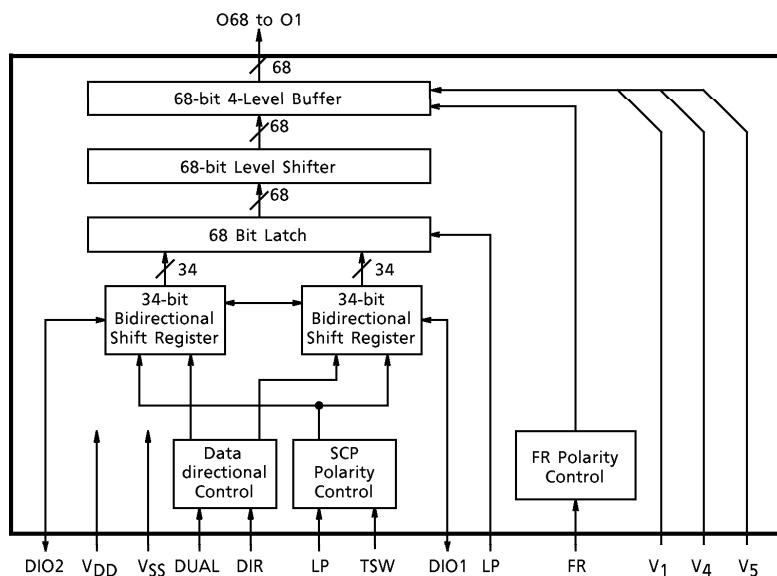 O68 to O1
68
68-bit 4-Level Buffer
68
68-bit Level Shifter
68
68 Bit Latch
34
34
34-bit
Bidirectional
Shift Register
34-bit
Bidirectional
Shift Register
Data
directional
Control
SCP
Polarity
Control
FR Polarity
Control
DIO2 VDD VSS DUAL DIR LP TSW DIO1 LP FR V1 V4 V5